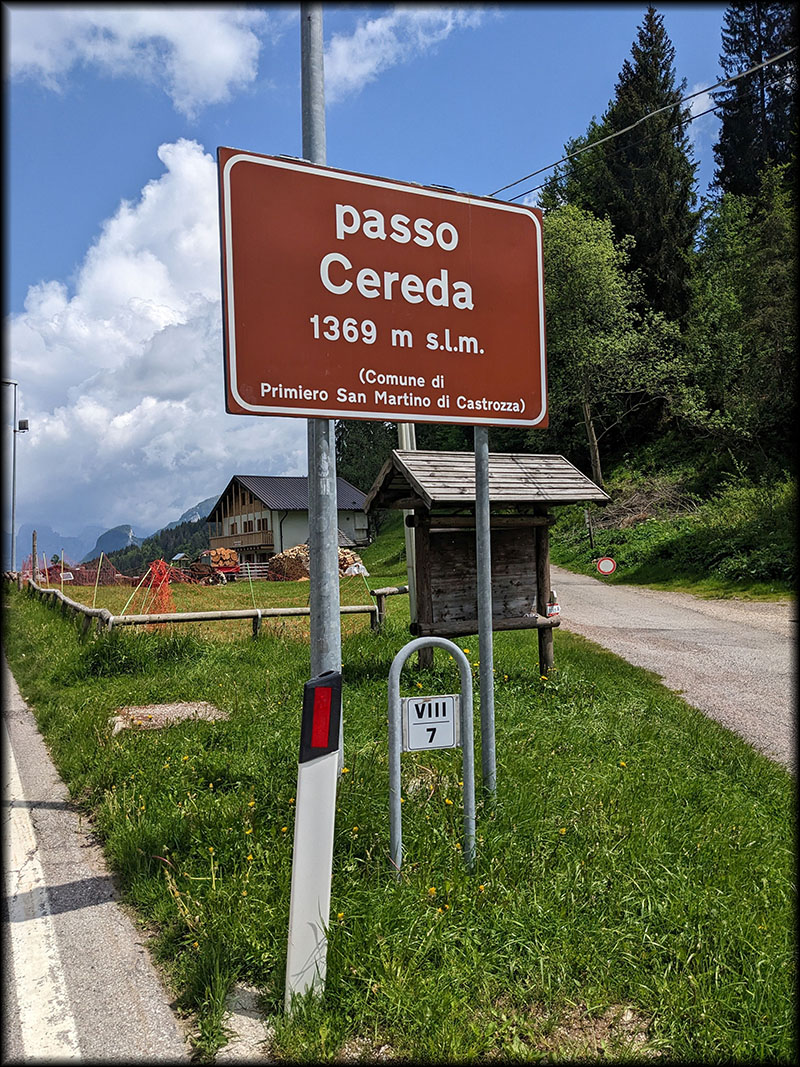 passo
Cereda
1369 m s.l.m.
(Comune di
Primiero San Martino di Castrozza)
VIII
7